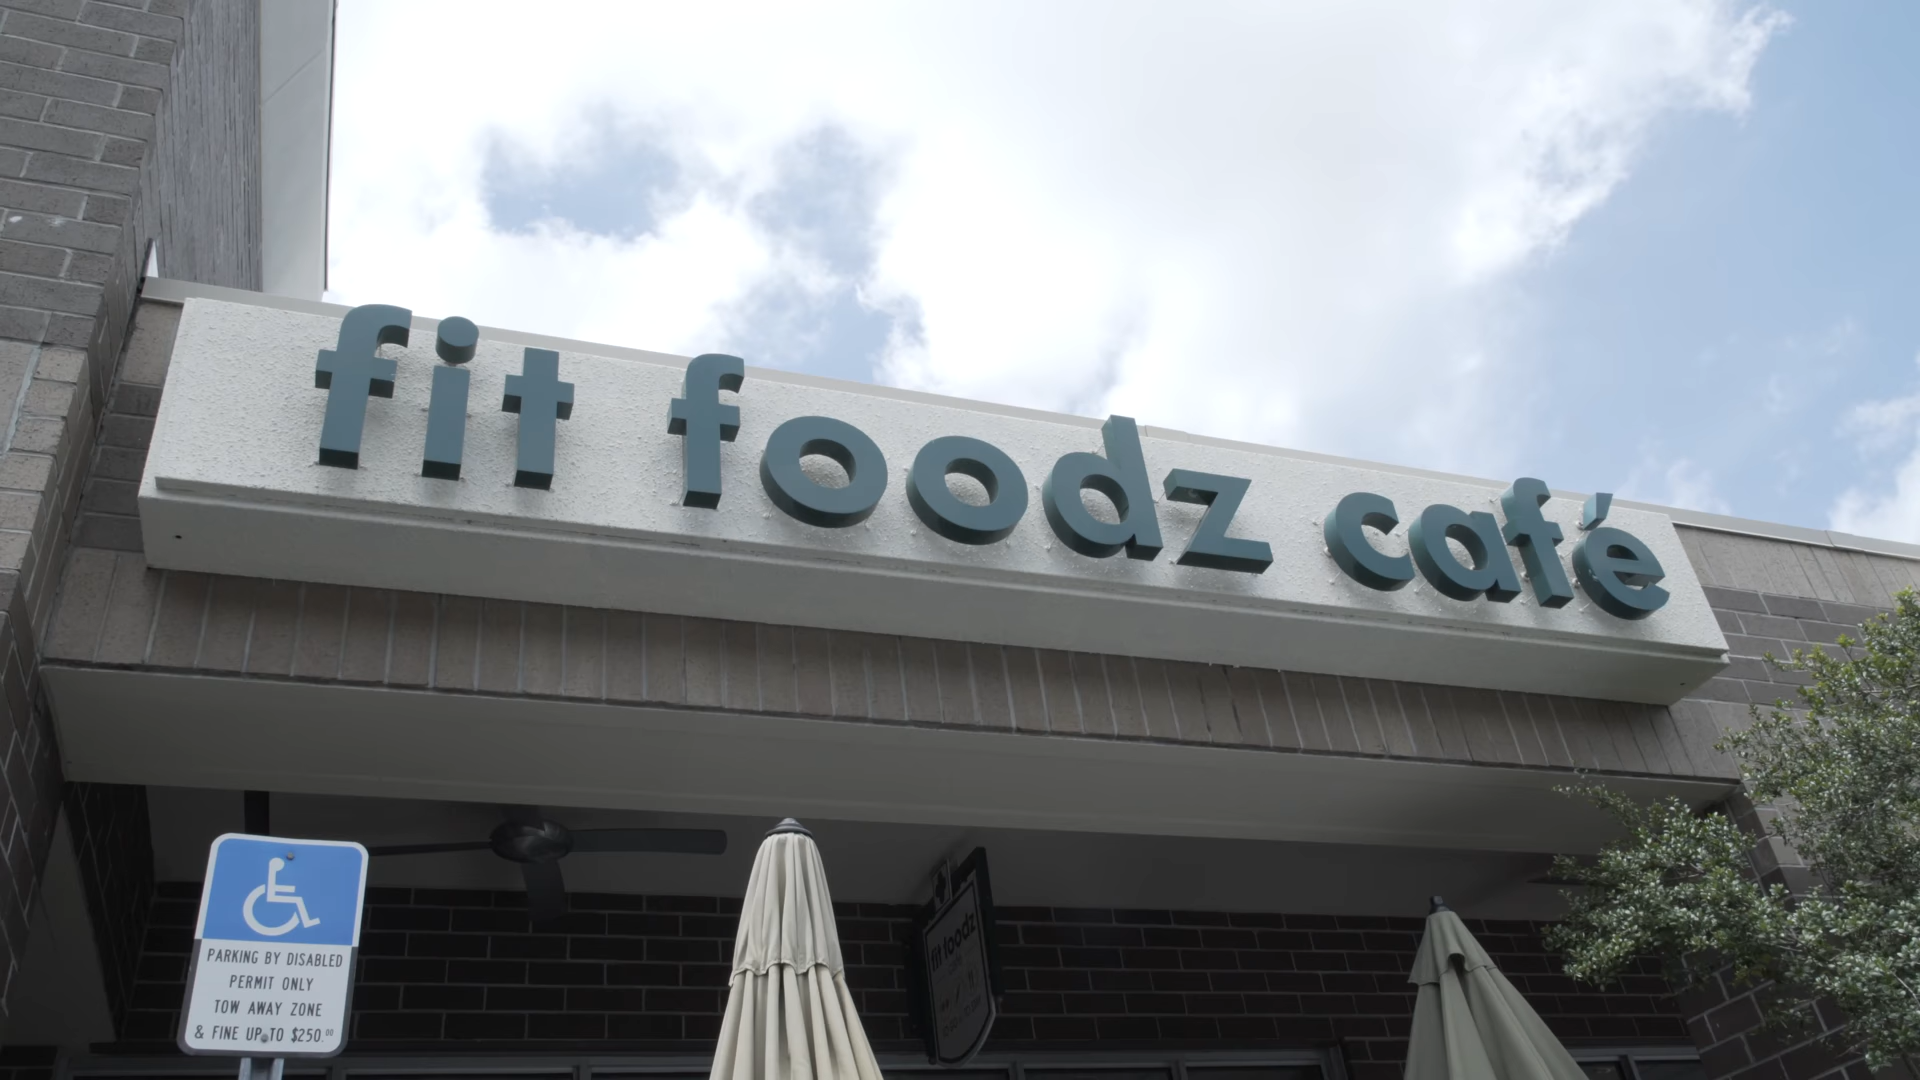 fit foodz café
PARKING BY DISABLED
PERMIT ONLY
TOW AWAY ZONE
& FINE UP TO $250.00
fit foodz